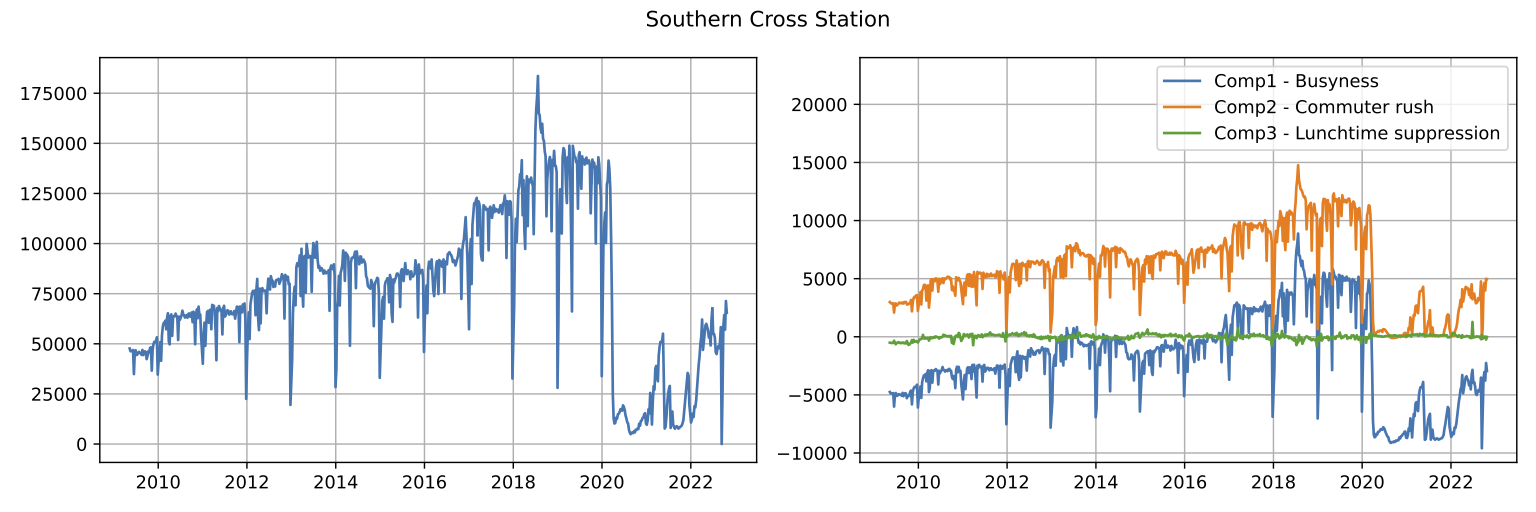 Southern Cross Station
175000
150000
125000
100000
75000
50000
25000
0
2010 2012 2014 2016 2018 2020 2022
Comp1 - Busyness
Comp2 - Commuter rush
Comp3 - Lunchtime suppression
20000
15000
10000
5000
0
−5000
−10000
2010 2012 2014 2016 2018 2020 2022